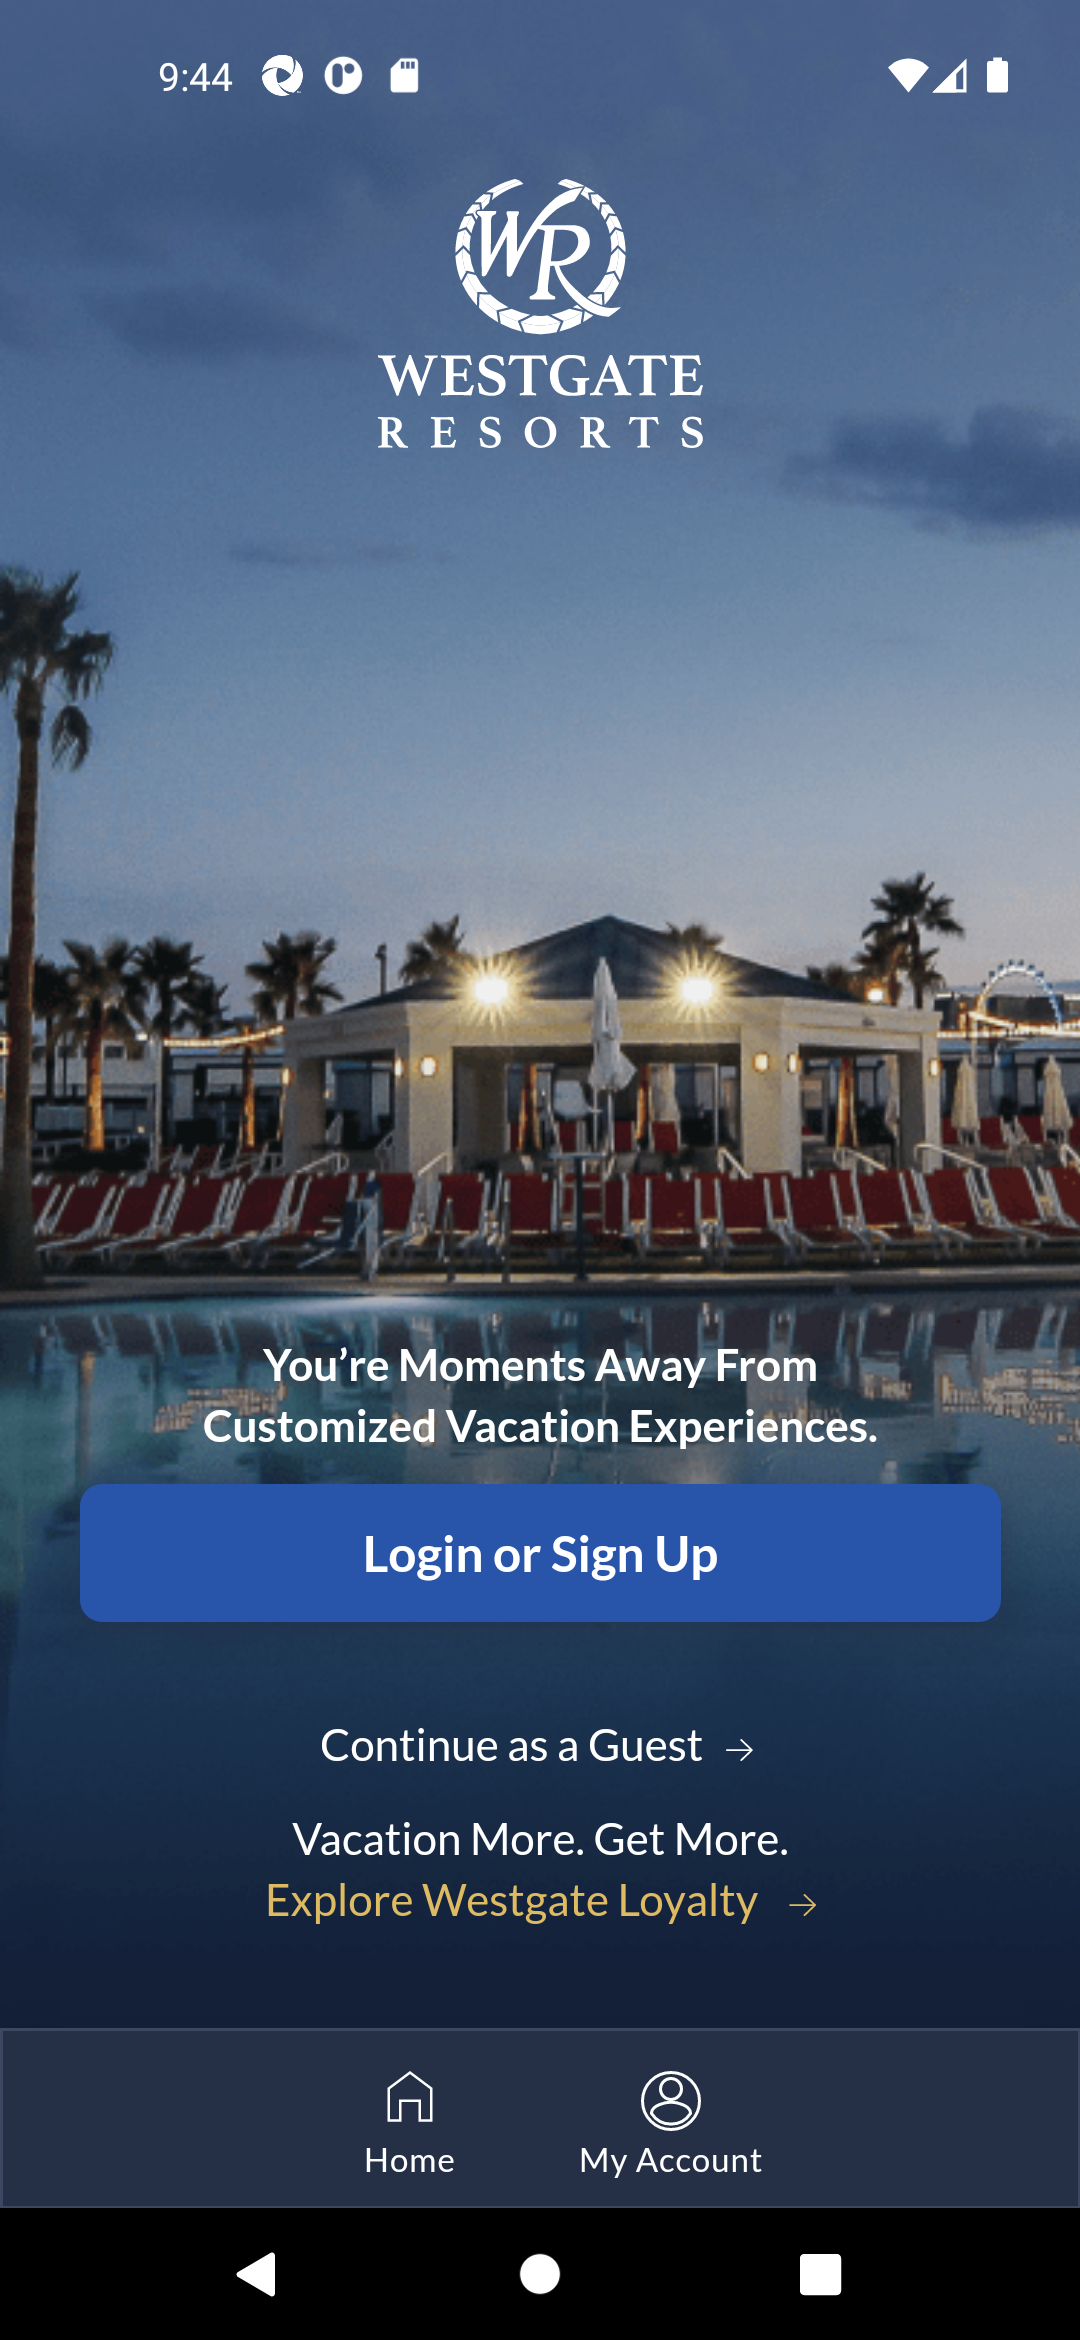 9:44
WR
WESTGATE
RESORTS
You’re Moments Away From
Customized Vacation Experiences.
Login or Sign Up
Continue as a Guest →
Vacation More. Get More.
Explore Westgate Loyalty →
Home
My Account